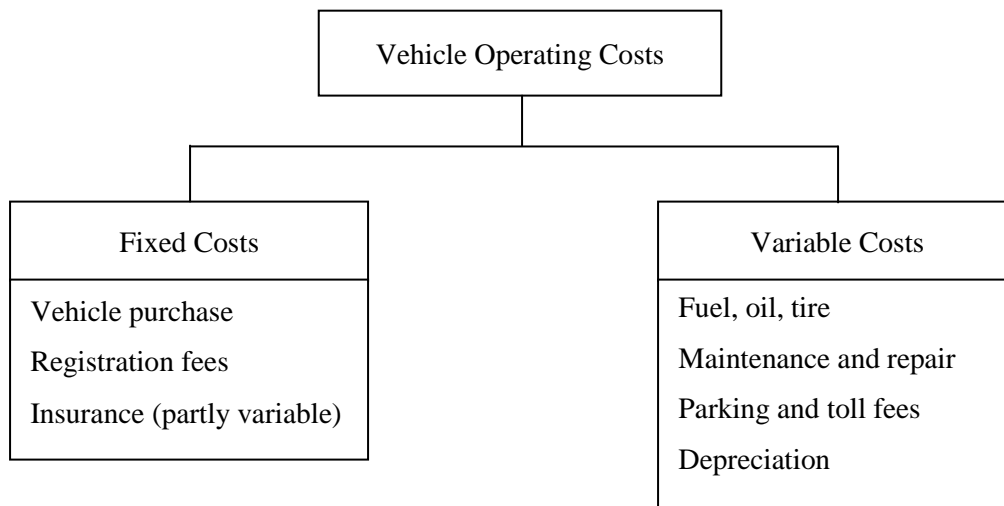 Vehicle Operating Costs
Fixed Costs
Vehicle purchase
Registration fees
Insurance (partly variable)
Variable Costs
Fuel, oil, tire
Maintenance and repair
Parking and toll fees
Depreciation